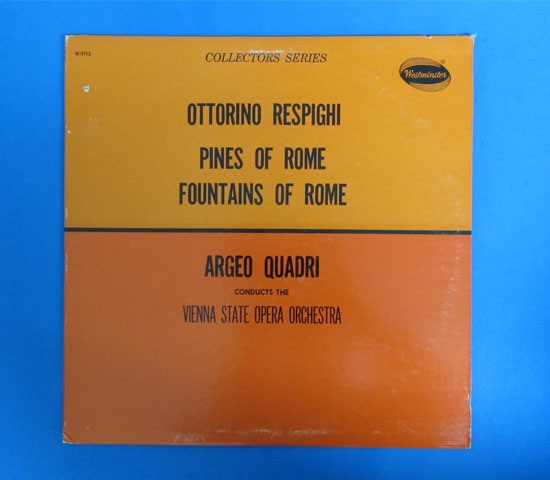 W-9713
COLLECTORS SERIES
Westminster
OTTORINO RESPIGHI
PINES OF ROME
FOUNTAINS OF ROME
ARGEO QUADRI
CONDUCTS THE
VIENNA STATE OPERA ORCHESTRA